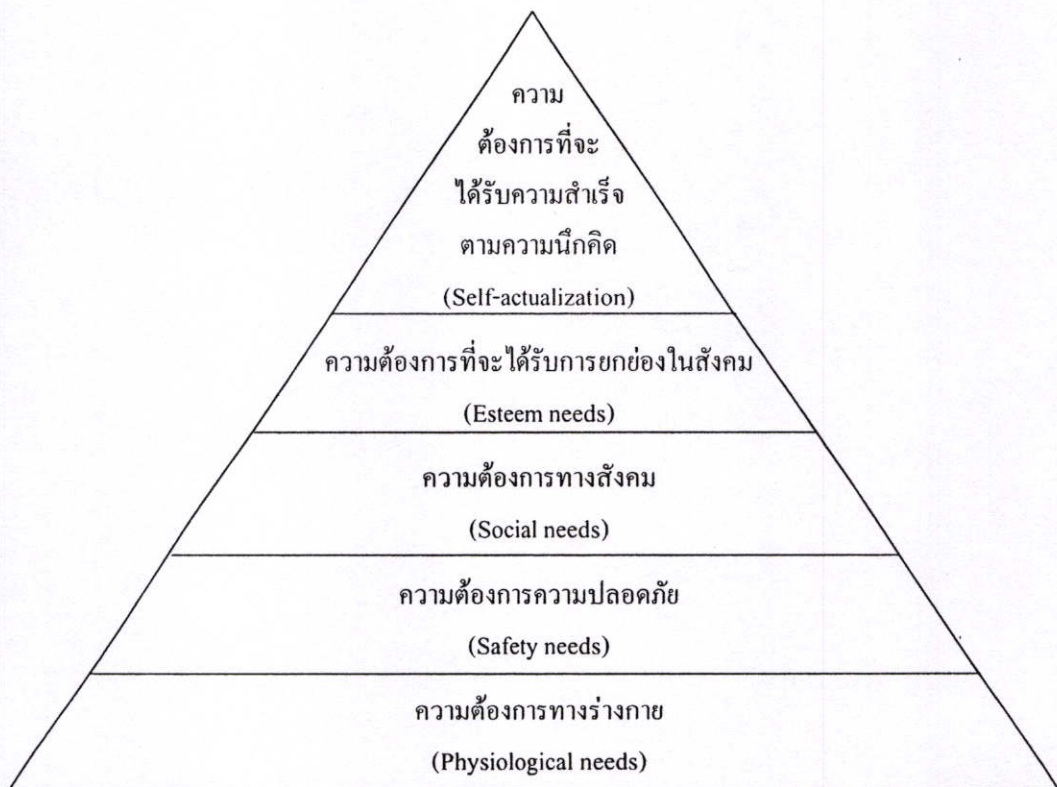 ความ
ต้องการที่จะ
ได้รับความสำเร็จ
ตามความนึกคิด
(Self-actualization)
ความต้องการที่จะได้รับการยกย่องในสังคม
(Esteem needs)
ความต้องการทางสังคม
(Social needs)
ความต้องการความปลอดภัย
(Safety needs)
ความต้องการทางร่างกาย
(Physiological needs)